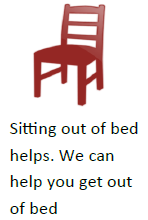 Sitting out of bed
helps. We can
help you get out
of bed